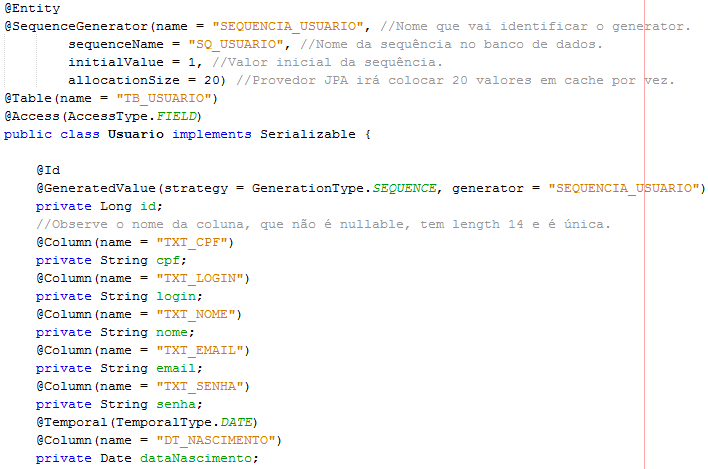 @Entity
@SequenceGenerator(name = "SEQUENCIA_USUARIO", //Nome que vai identificar o generator.
        sequenceName = "SQ_USUARIO", //Nome da sequência no banco de dados.
        initialValue = 1, //Valor inicial da sequência.
        allocationSize = 20) //Provedor JPA irá colocar 20 valores em cache por vez.
@Table(name = "TB_USUARIO")
@Access(AccessType.FIELD)
public class Usuario implements Serializable {
    @Id
    @GeneratedValue(strategy = GenerationType.SEQUENCE, generator = "SEQUENCIA_USUARIO")
    private Long id;
    //Observe o nome da coluna, que não é nullable, tem length 14 e é única.
    @Column(name = "TXT_CPF")
    private String cpf;
    @Column(name = "TXT_LOGIN")
    private String login;
    @Column(name = "TXT_NOME")
    private String nome;
    @Column(name = "TXT_EMAIL")
    private String email;
    @Column(name = "TXT_SENHA")
    private String senha;
    @Temporal(TemporalType.DATE)
    @Column(name = "DT_NASCIMENTO")
    private Date dataNascimento;